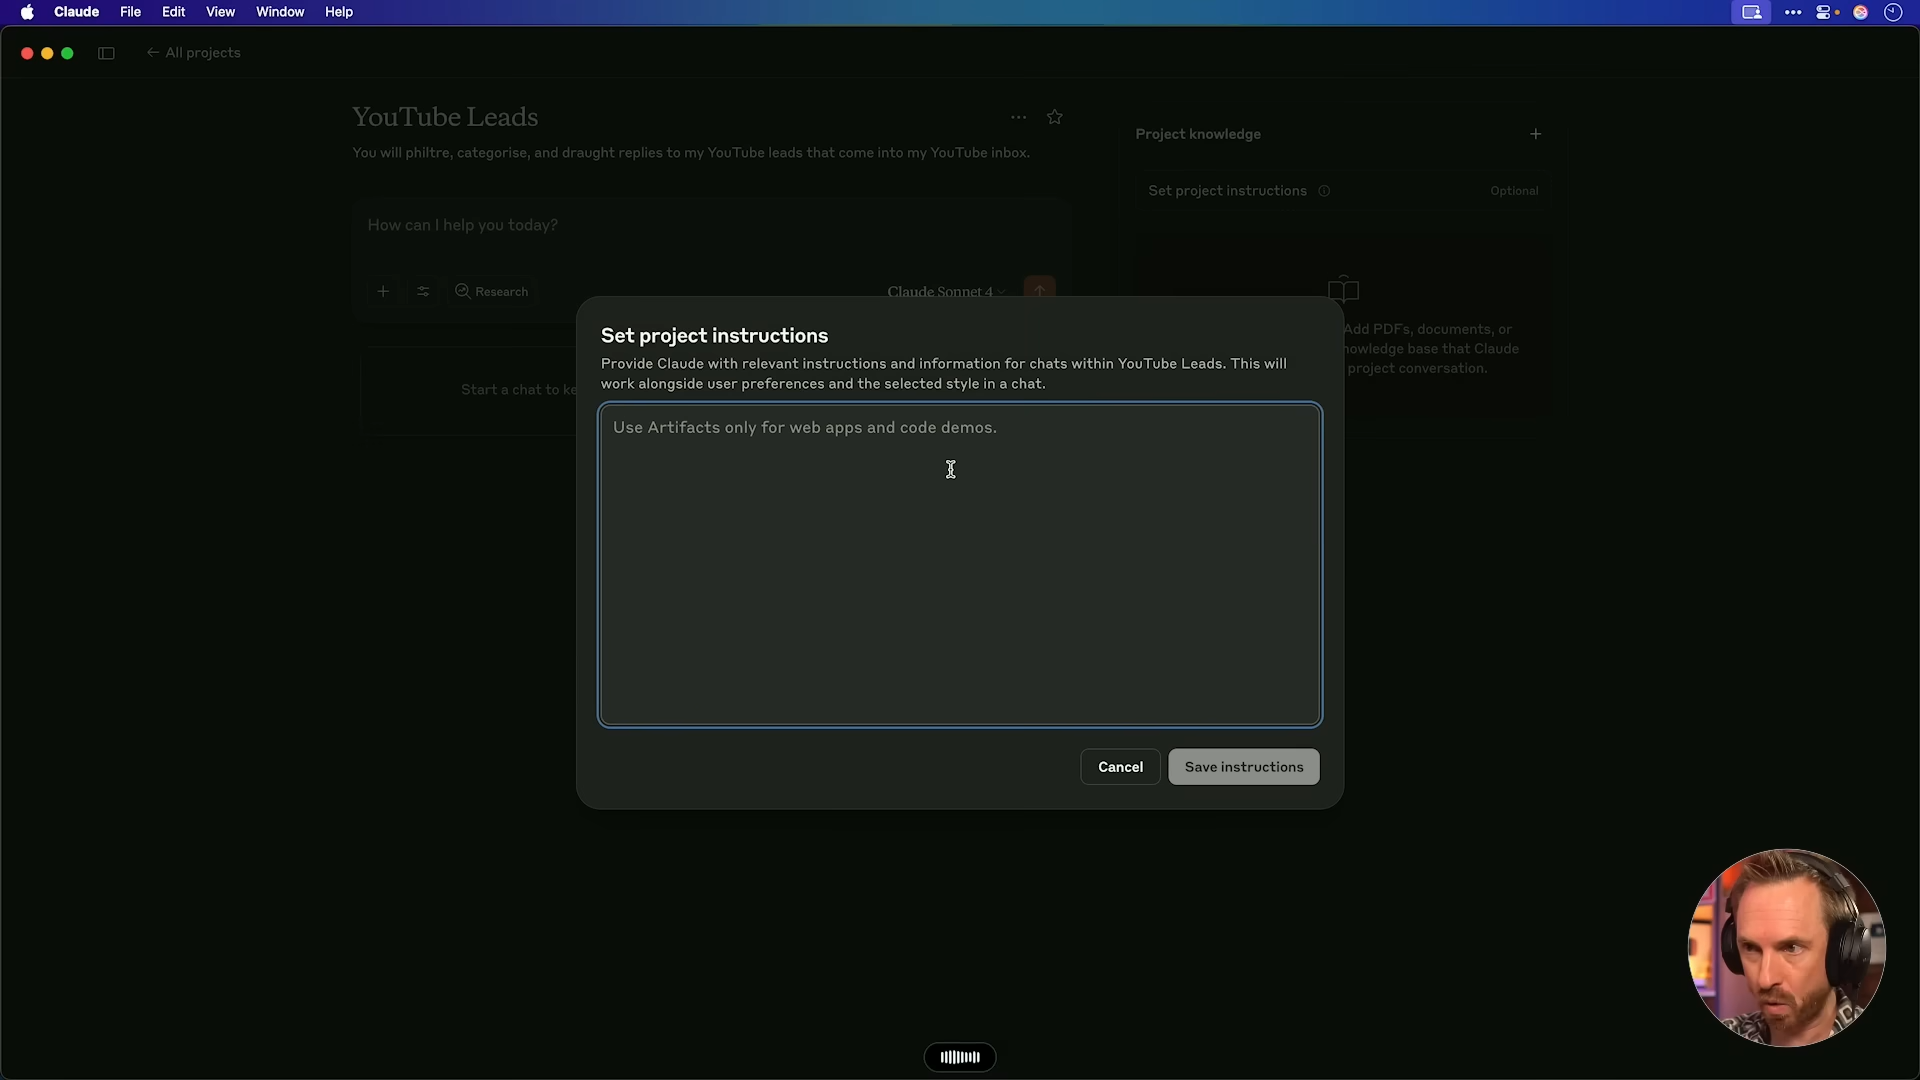 Claude File Edit View Window Help
← All projects
YouTube Leads
You will philtre, categorise, and draught replies to my YouTube leads that come into my YouTube inbox.
How can I help you today?
Research
Claude Sonnet 4
Start a chat to ke
Project knowledge
Set project instructions
Optional
Add PDFs, documents, or
nowledge base that Claude
project conversation.
Set project instructions
Provide Claude with relevant instructions and information for chats within YouTube Leads. This will
work alongside user preferences and the selected style in a chat.
Use Artifacts only for web apps and code demos.
Cancel
Save instructions